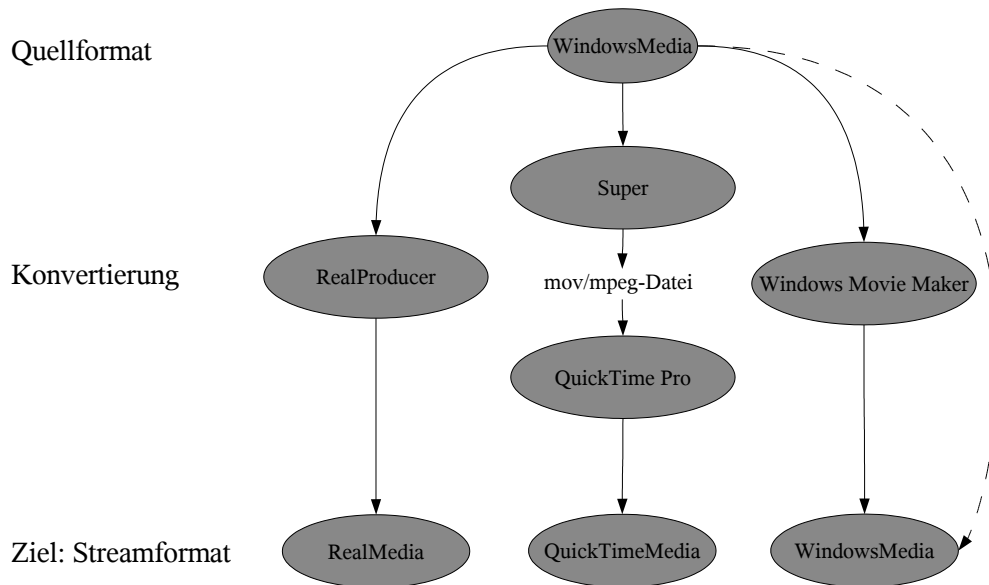 Quellformat
WindowsMedia
Super
Konvertierung
RealProducer
mov/mpeg-Datei
Windows Movie Maker
QuickTime Pro
Ziel: Streamformat
RealMedia
QuickTimeMedia
WindowsMedia